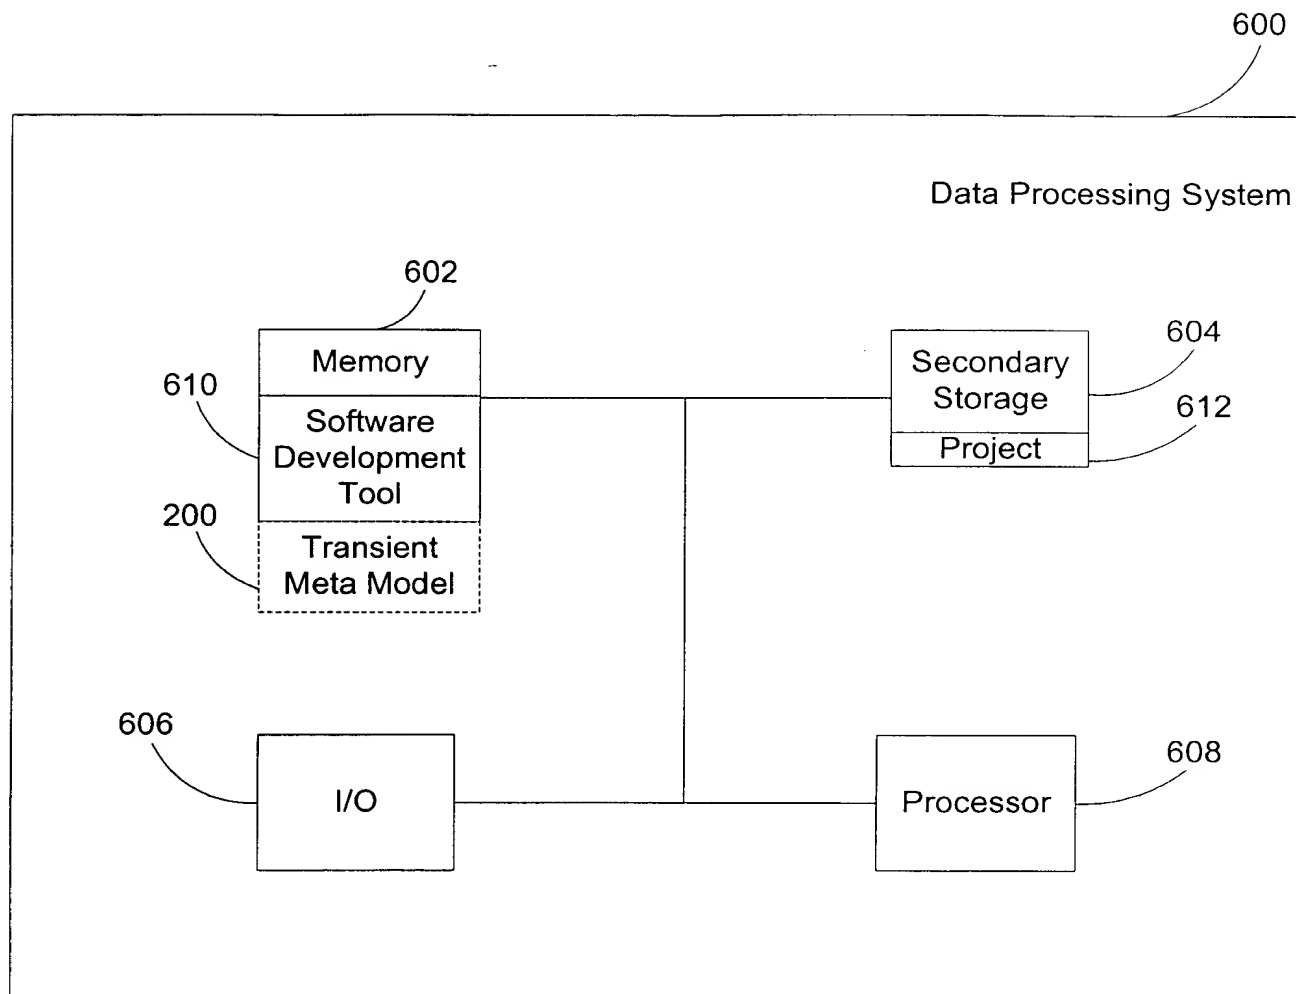 600
Data Processing System
602
Memory
610
Software
Development
Tool
200
Transient
Meta Model
604
Secondary
Storage
612
Project
606
I/O
608
Processor